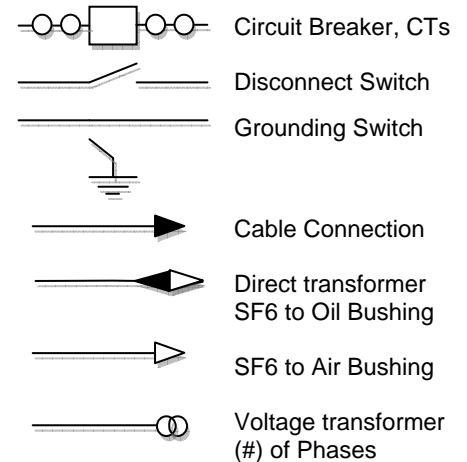 Circuit Breaker, CTs
Disconnect Switch
Grounding Switch
Cable Connection
Direct transformer
SF6 to Oil Bushing
SF6 to Air Bushing
Voltage transformer
(#) of Phases